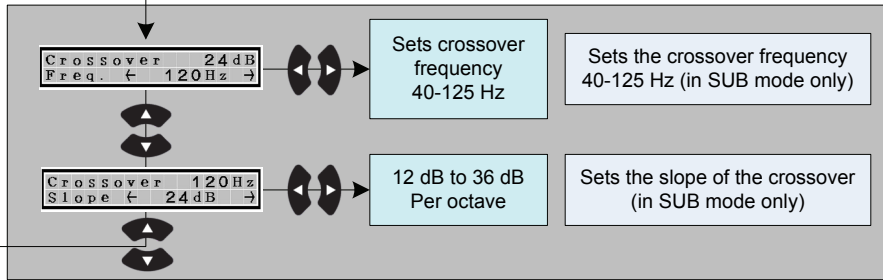 Crossover 24dB
Freq. ← 120Hz →
Sets crossover
frequency
40-125 Hz
Sets the crossover frequency
40-125 Hz (in SUB mode only)
Crossover 120Hz
Slope ← 24dB →
12 dB to 36 dB
Per octave
Sets the slope of the crossover
(in SUB mode only)